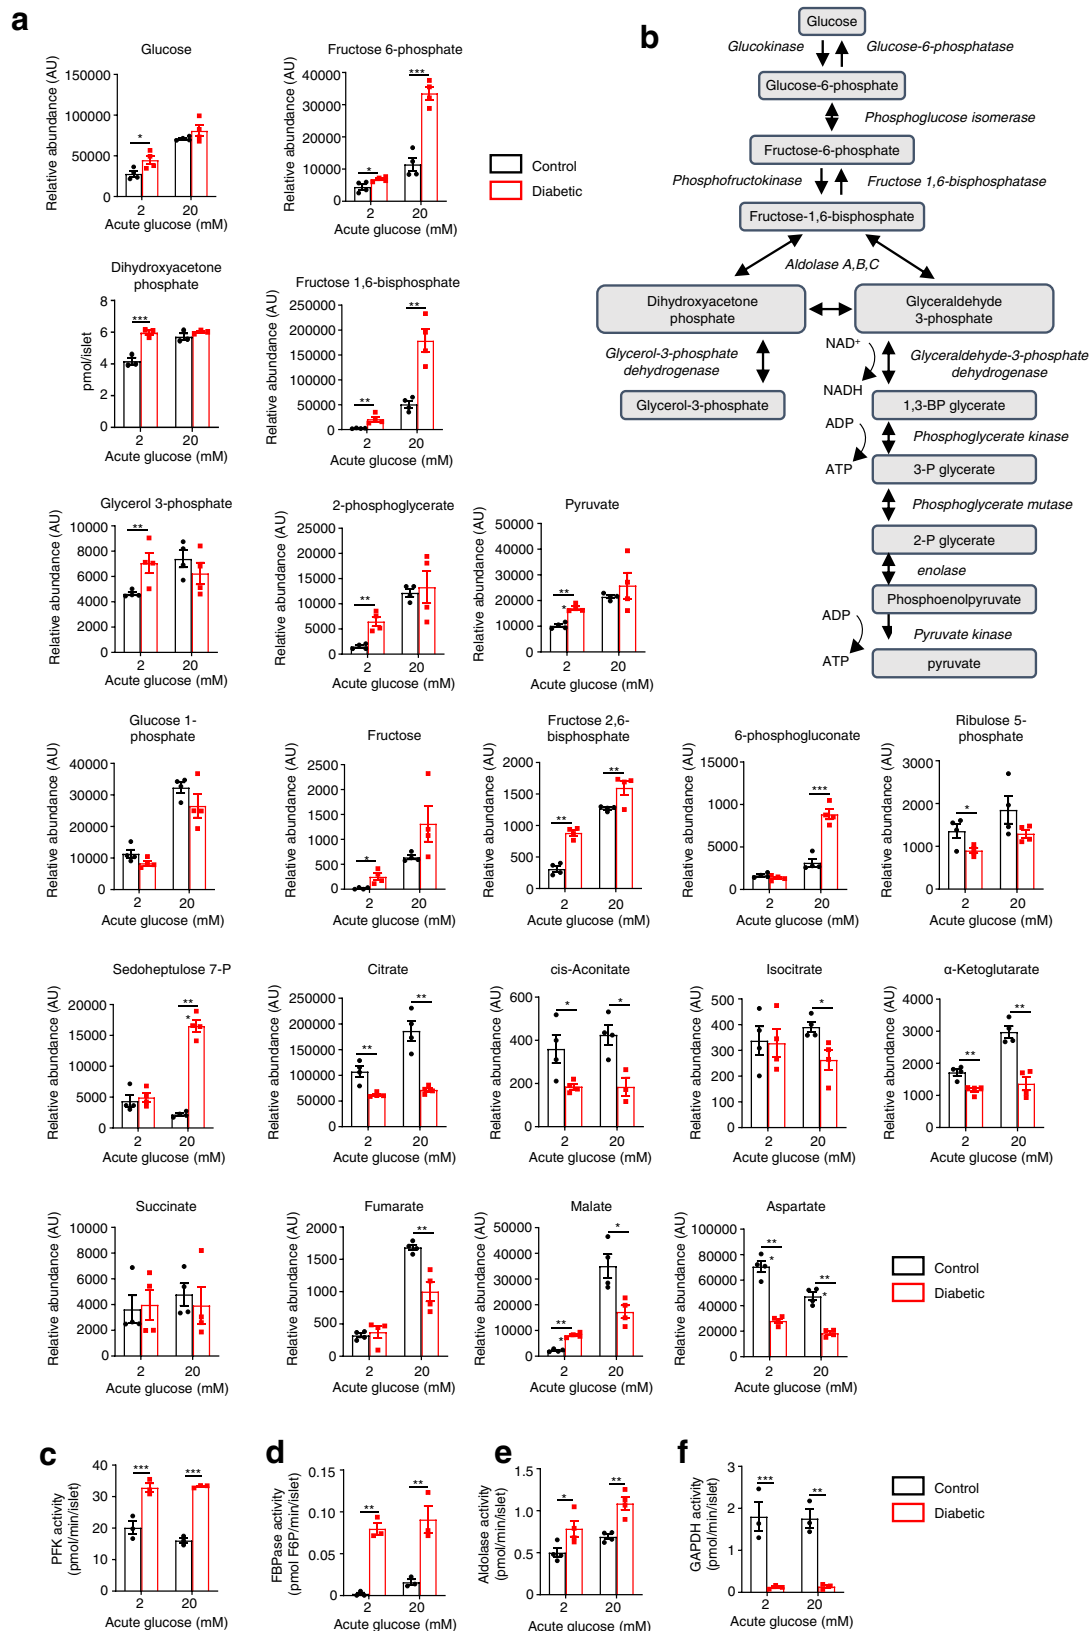 a
Glucose
Relative abundance (AU)
150000
100000
50000
0
*
2
20
Acute glucose (mM)
Fructose 6-phosphate
Relative abundance (AU)
40000
30000
20000
10000
0
*
***
2
20
Acute glucose (mM)
Control
Diabetic
Dihydroxyacetone
phosphate
pmol/islet
8
6
4
2
0
***
2
20
Acute glucose (mM)
Fructose 1,6-bisphosphate
Relative abundance (AU)
250000
200000
150000
100000
50000
0
**
**
2
20
Acute glucose (mM)
b
Glucose
Glucokinase
Glucose-6-phosphatase
Glucose-6-phosphate
Phosphoglucose isomerase
Fructose-6-phosphate
Phosphofructokinase
Fructose 1,6-bisphosphatase
Fructose-1,6-bisphosphate
Aldolase A,B,C
Dihydroxyacetone
phosphate
Glyceraldehyde
3-phosphate
Glycerol-3-phosphate
dehydrogenase
NAD+
NADH
Glyceraldehyde-3-phosphate
dehydrogenase
Glycerol-3-phosphate
1,3-BP glycerate
ADP
ATP
Phosphoglycerate kinase
3-P glycerate
Phosphoglycerate mutase
2-P glycerate
enolase
Phosphoenolpyruvate
ADP
ATP
Pyruvate kinase
pyruvate
Glycerol 3-phosphate
Relative abundance (AU)
10000
8000
6000
4000
2000
0
**
2
20
Acute glucose (mM)
2-phosphoglycerate
Relative abundance (AU)
25000
20000
15000
10000
5000
0
**
2
20
Acute glucose (mM)
Pyruvate
Relative abundance (AU)
50000
40000
30000
20000
10000
0
**
*
2
20
Acute glucose (mM)
Glucose 1-
phosphate
Relative abundance (AU)
40000
30000
20000
10000
0
2
20
Acute glucose (mM)
Fructose
Relative abundance (AU)
2500
2000
1500
1000
500
0
*
2
20
Acute glucose (mM)
Fructose 2,6-
bisphosphate
Relative abundance (AU)
2000
1500
1000
500
0
**
**
2
20
Acute glucose (mM)
6-phosphogluconate
Relative abundance (AU)
15000
10000
5000
0
***
2
20
Acute glucose (mM)
Ribulose 5-
phosphate
Relative abundance (AU)
3000
2000
1000
0
*
2
20
Acute glucose (mM)
Sedoheptulose 7-P
Relative abundance (AU)
20000
15000
10000
5000
0
**
*
2
20
Acute glucose (mM)
Citrate
Relative abundance (AU)
250000
200000
150000
100000
50000
0
**
**
2
20
Acute glucose (mM)
cis-Aconitate
Relative abundance (AU)
600
400
200
0
*
*
2
20
Acute glucose (mM)
Isocitrate
Relative abundance (AU)
500
400
300
200
100
0
*
2
20
Acute glucose (mM)
α-Ketoglutarate
Relative abundance (AU)
4000
3000
2000
1000
0
**
**
2
20
Acute glucose (mM)
Succinate
Relative abundance (AU)
10000
8000
6000
4000
2000
0
2
20
Acute glucose (mM)
Fumarate
Relative abundance (AU)
2000
1500
1000
500
0
**
2
20
Acute glucose (mM)
Malate
Relative abundance (AU)
50000
40000
30000
20000
10000
0
**
*
*
2
20
Acute glucose (mM)
Aspartate
Relative abundance (AU)
100000
80000
60000
40000
20000
0
**
*
**
*
2
20
Acute glucose (mM)
Control
Diabetic
c
PFK activity
(pmol/min/islet)
40
30
20
10
0
***
***
2
20
Acute glucose (mM)
d
FBPase activity
(pmol F6P/min/islet)
0.15
0.10
0.05
0
**
**
2
20
Acute glucose (mM)
e
Aldolase activity
(pmol/min/islet)
1.5
1.0
0.5
0
*
**
2
20
Acute glucose (mM)
f
GAPDH activity
(pmol/min/islet)
3
2
1
0
***
**
2
20
Acute glucose (mM)
Control
Diabetic